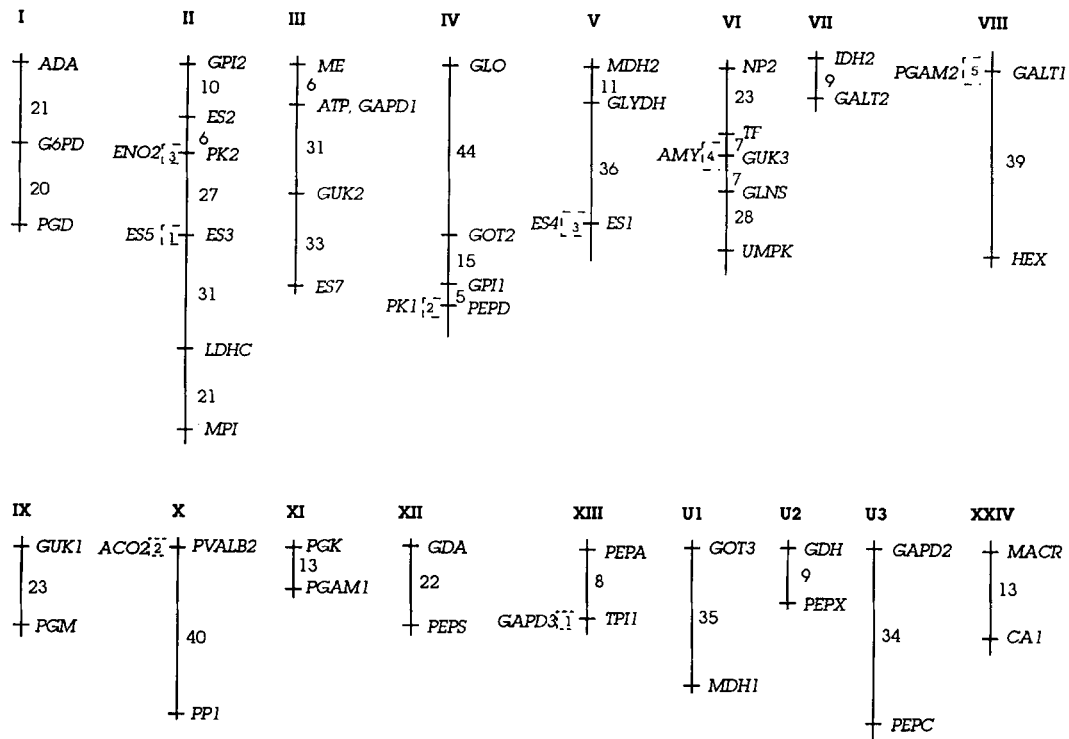 I II III IV V VI VII VIII
ADA GPI2 ME GLO MDH2 NP2 IDH2 PGAM2 5 GALT1
21 10 6 11 23 9
ES2 ATP, GAPD1 GLYDH GALT2
G6PD 6 TF
ENO2 3 PK2 31 44 36 AMY 4 7 GUK3 39
20 27 GUK2 7 GLNS
PGD ES5 1 ES3 33 GOT2 ES4 3 ES1 28
15 UMPK HEX
31 ES7 GPI1
5
PK1 2 PEPD
LDHC
21
MPI
IX X XI XII XIII U1 U2 U3 XXIV
GUK1 ACO2 2 PVALB2 PGK GDA PEPA GOT3 GDH GAPD2 MACR
23 13 22 8 9 13
PGAM1 PEPX
PGM 40 PEPS GAPD3 1 TPI1 35 34 CA1
MDH1
PP1 PEPC